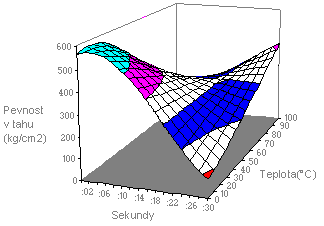 600
500
400
300
200
100
0
Pevnost
v tahu
(kg/cm2)
:02 :06 :10 :14 :18 :22 :26 :30
Sekundy
0 10 20 30 40 50 60 70 80 90 100
Teplota(°C)